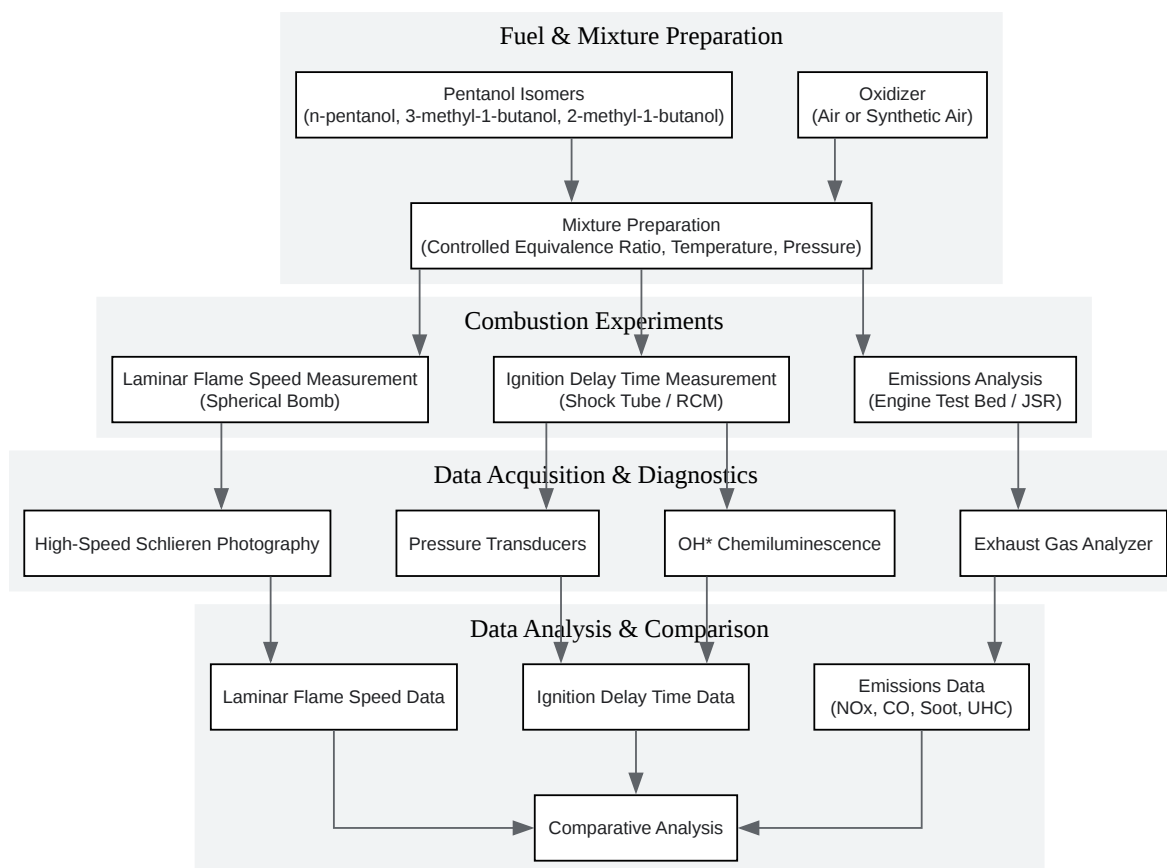 Fuel & Mixture Preparation
Pentanol Isomers
(n-pentanol, 3-methyl-1-butanol, 2-methyl-1-butanol)
Oxidizer
(Air or Synthetic Air)
Mixture Preparation
(Controlled Equivalence Ratio, Temperature, Pressure)
Combustion Experiments
Laminar Flame Speed Measurement
(Spherical Bomb)
Ignition Delay Time Measurement
(Shock Tube / RCM)
Emissions Analysis
(Engine Test Bed / JSR)
Data Acquisition & Diagnostics
High-Speed Schlieren Photography
Pressure Transducers
OH* Chemiluminescence
Exhaust Gas Analyzer
Data Analysis & Comparison
Laminar Flame Speed Data
Ignition Delay Time Data
Emissions Data
(NOx, CO, Soot, UHC)
Comparative Analysis